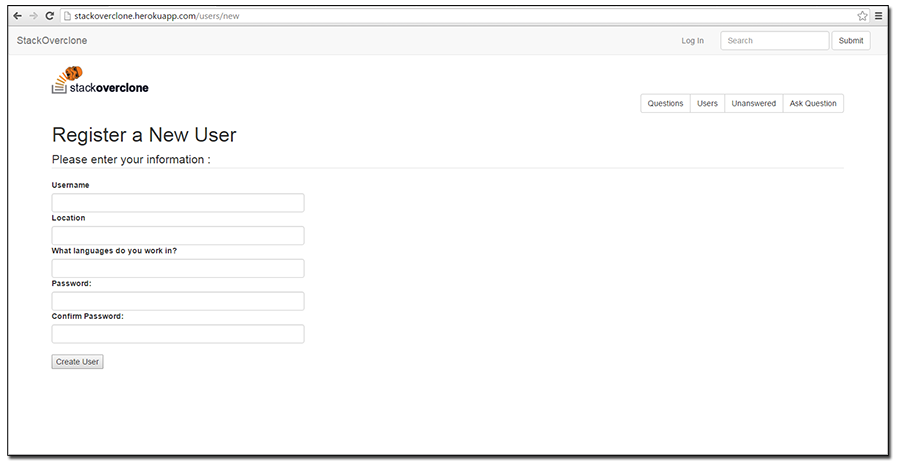 stackoverclone.herokuapp.com/users/new
StackOverclone Log In Search Submit
stackoverclone
Questions Users Unanswered Ask Question
Register a New User
Please enter your information :
Username
Location
What languages do you work in?
Password:
Confirm Password:
Create User